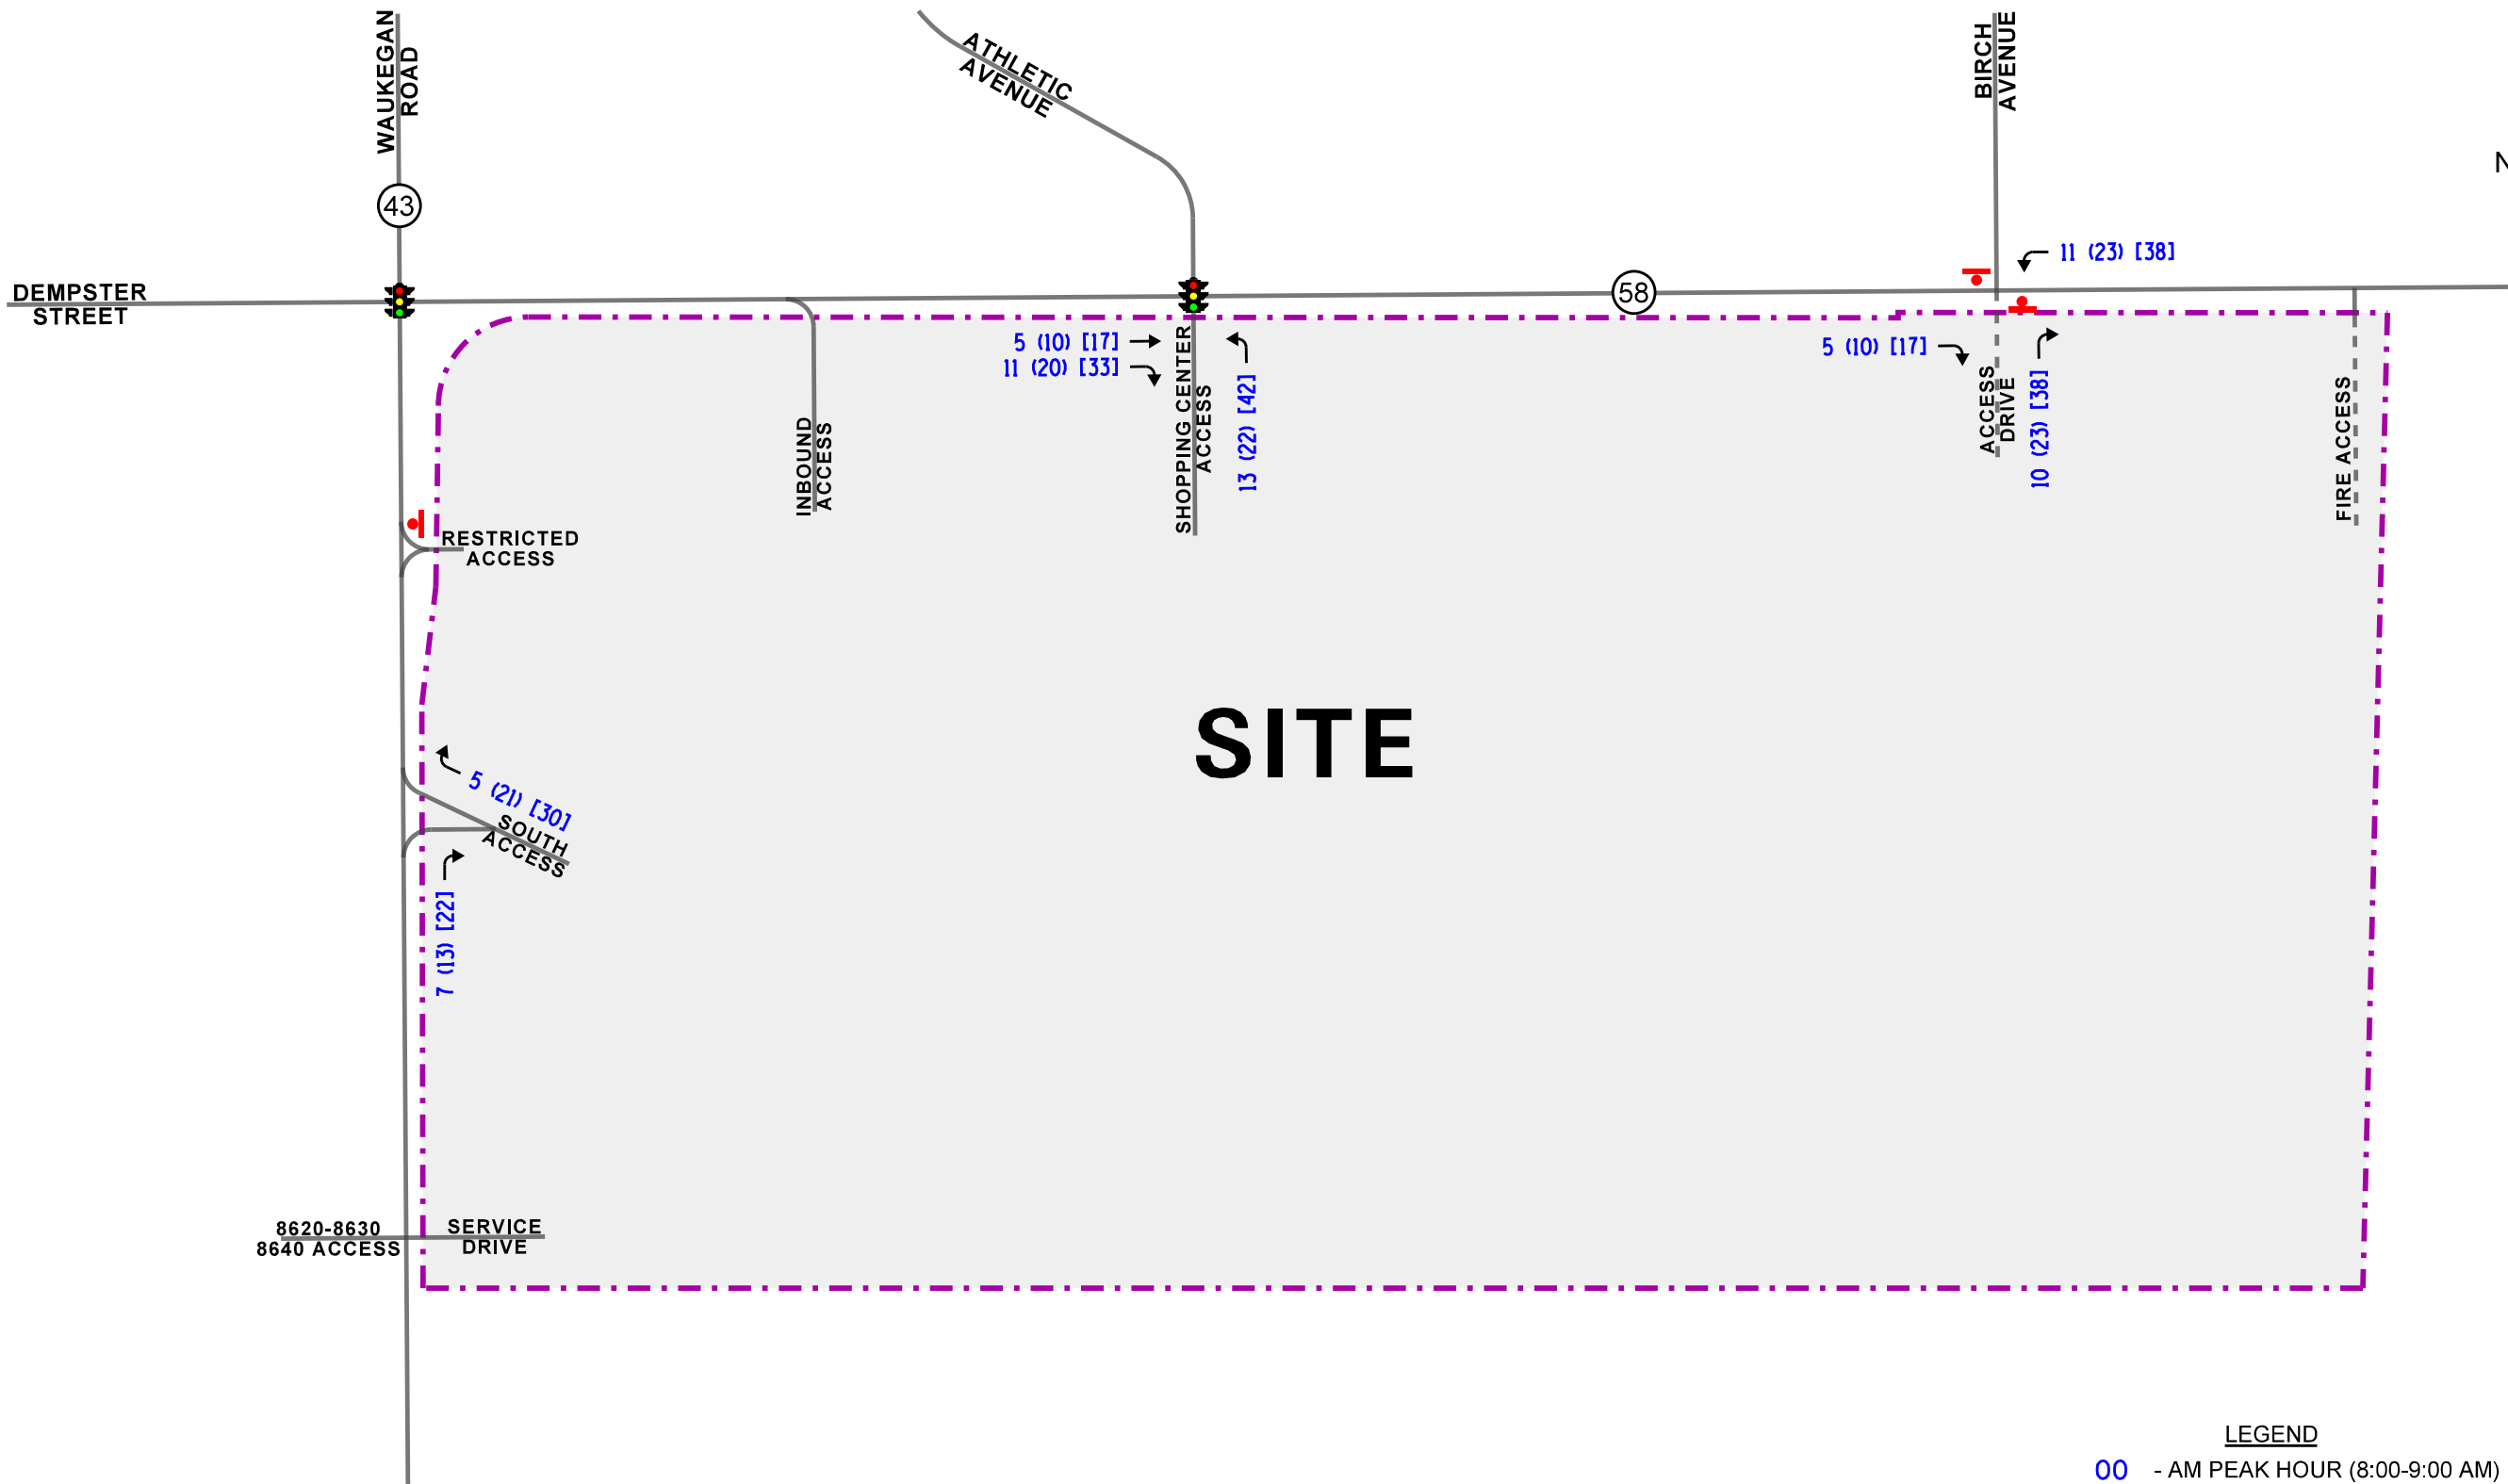 WAUKEGAN
ROAD
ATHLETIC
AVENUE
BIRCH
AVENUE
N
43
11 (23) [38]
DEMPSTER
STREET
58
5 (10) [17]
11 (20) [33]
SHOPPING CENTER
ACCESS
13 (22) [42]
5 (10) [17]
ACCESS
DRIVE
10 (23) [38]
FIRE ACCESS
INBOUND
ACCESS
RESTRICTED
ACCESS
SITE
5 (21) [30]
SOUTH
ACCESS
7 (13) [22]
8620-8630
8640 ACCESS
SERVICE
DRIVE
LEGEND
00 - AM PEAK HOUR (8:00-9:00 AM)